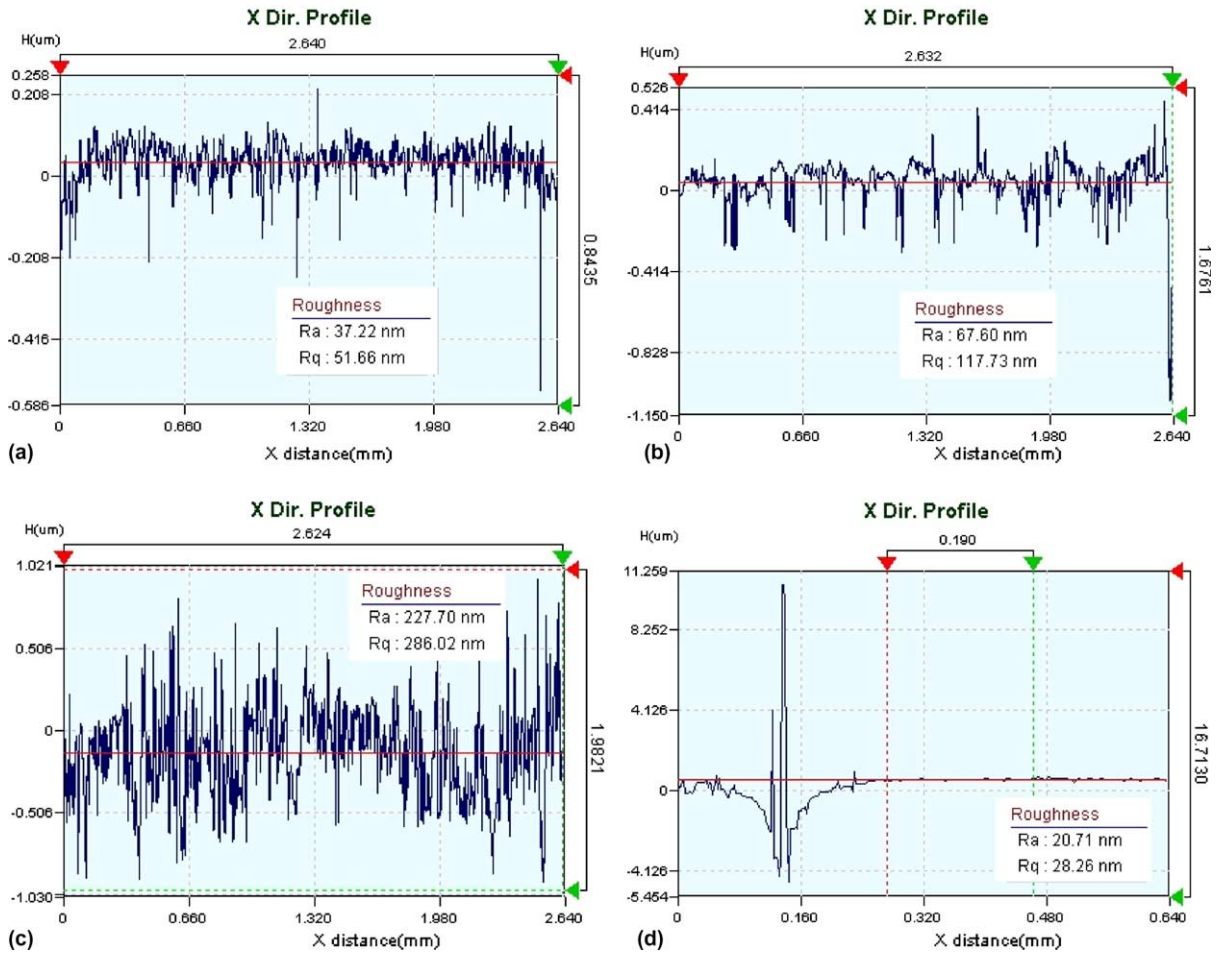 X Dir. Profile
H(um)
2.640
0.258
0.208
0
-0.208
-0.416
-0.586
0.8435
Roughness
Ra : 37.22 nm
Rq : 51.66 nm
0
0.660
1.320
1.980
2.640
X distance(mm)
(a)
X Dir. Profile
H(um)
2.632
0.526
0.414
0
-0.414
-0.828
-1.150
1.6761
Roughness
Ra : 67.60 nm
Rq : 117.73 nm
0
0.660
1.320
1.980
2.640
X distance(mm)
(b)
X Dir. Profile
H(um)
2.624
1.021
0.506
0
-0.506
-1.030
1.9821
Roughness
Ra : 227.70 nm
Rq : 286.02 nm
0
0.660
1.320
1.980
2.640
X distance(mm)
(c)
X Dir. Profile
H(um)
0.190
11.259
8.252
4.126
0
-4.126
-5.454
16.7130
Roughness
Ra : 20.71 nm
Rq : 28.26 nm
0
0.160
0.320
0.480
0.640
X distance(mm)
(d)